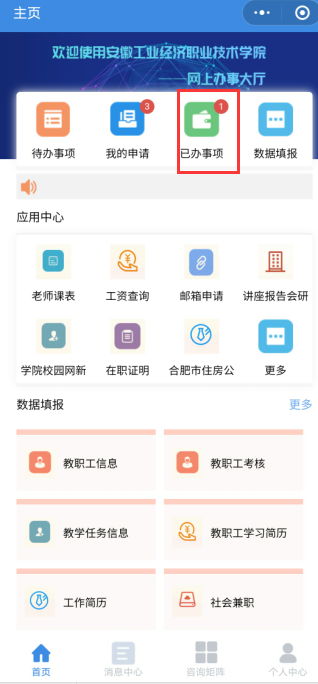 主页
欢迎使用安徽工业经济职业技术学院
——网上办事大厅
3
1
待办事项 我的申请 已办事项 数据填报
应用中心
老师课表 工资查询 邮箱申请 讲座报告会研
学院校园网新 在职证明 合肥市住房公 更多
数据填报 更多
教职工信息 教职工考核
教学任务信息 教职工学习简历
工作简历 社会兼职
首页 消息中心 咨询矩阵 个人中心